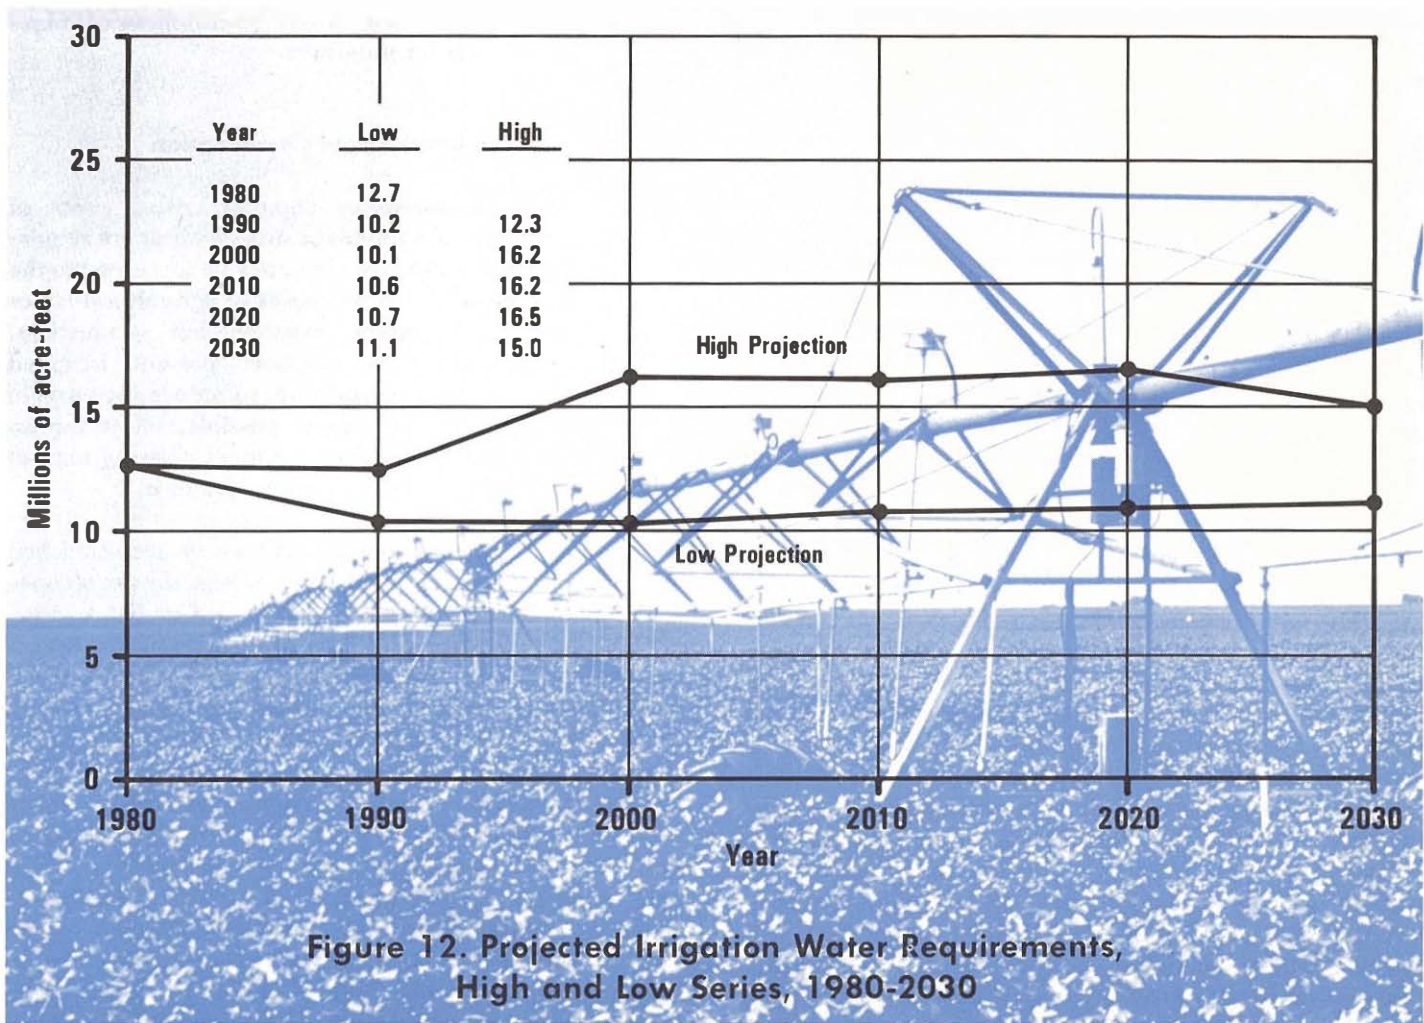 30
Year Low High
25
1980 12.7
1990 10.2 12.3
2000 10.1 16.2
20
2010 10.6 16.2
2020 10.7 16.5
2030 11.1 15.0
High Projection
15
Millions of acre-feet
10
Low Projection
5
0
1980 1990 2000 2010 2020 2030
Year
Figure 12. Projected Irrigation Water Requirements,
High and Low Series, 1980-2030